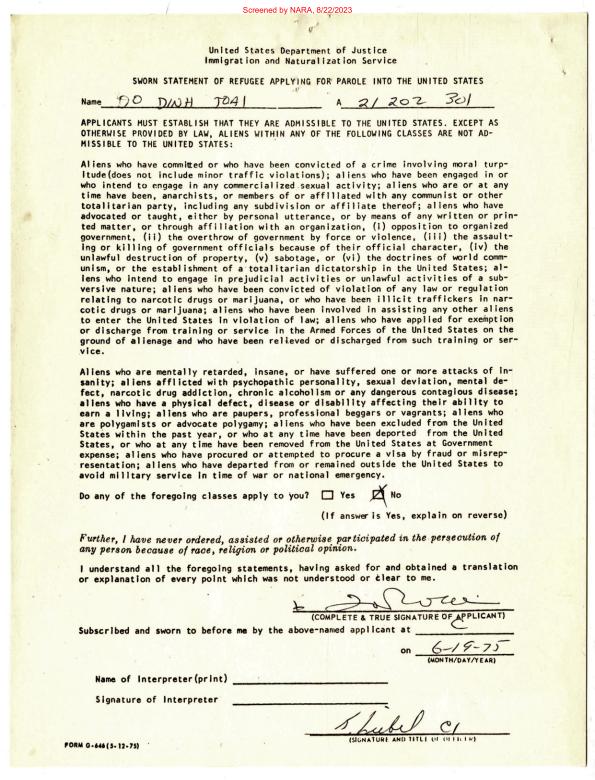 Screened by NARA, 8/22/2023
United States Department of Justice
Immigration and Naturalization Service
SWORN STATEMENT OF REFUGEE APPLYING FOR PAROLE INTO THE UNITED STATES
Name DO DINH TOAI A 21 202 301
APPLICANTS MUST ESTABLISH THAT THEY ARE ADMISSIBLE TO THE UNITED STATES. EXCEPT AS
OTHERWISE PROVIDED BY LAW, ALIENS WITHIN ANY OF THE FOLLOWING CLASSES ARE NOT AD-
MISSIBLE TO THE UNITED STATES:
Aliens who have committed or who have been convicted of a crime involving moral turp-
itude(does not include minor traffic violations); aliens who have been engaged in or
who intend to engage in any commercialized sexual activity; aliens who are or at any
time have been, anarchists, or members of or affiliated with any communist or other
totalitarian party, including any subdivision or affiliate thereof; aliens who have
advocated or taught, either by personal utterance, or by means of any written or prin-
ted matter, or through affiliation with an organization, (i) opposition to organized
government, (ii) the overthrow of government by force or violence, (iii) the assault-
ing or killing of government officials because of their official character, (iv) the
unlawful destruction of property, (v) sabotage, or (vi) the doctrines of world comm-
unism, or the establishment of a totalitarian dictatorship in the United States; al-
iens who intend to engage in prejudicial activities or unlawful activities of a sub-
versive nature; aliens who have been convicted of violation of any law or regulation
relating to narcotic drugs or marijuana, or who have been illicit traffickers in nar-
cotic drugs or marijuana; aliens who have been involved in assisting any other aliens
to enter the United States in violation of law; aliens who have applied for exemption
or discharge from training or service in the Armed Forces of the United States on the
ground of alienage and who have been relieved or discharged from such training or ser-
vice.
Aliens who are mentally retarded, insane, or have suffered one or more attacks of in-
sanity; aliens afflicted with psychopathic personality, sexual deviation, mental de-
fect, narcotic drug addiction, chronic alcoholism or any dangerous contagious disease;
aliens who have a physical defect, disease or disability affecting their ability to
earn a living; aliens who are paupers, professional beggars or vagrants; aliens who
are polygamists or advocate polygamy; aliens who have been excluded from the United
States within the past year, or who at any time have been deported from the United
States, or who at any time have been removed from the United States at Government
expense; aliens who have procured or attempted to procure a visa by fraud or misrep-
resentation; aliens who have departed from or remained outside the United States to
avoid military service in time of war or national emergency.
Do any of the foregoing classes apply to you? Yes No
(If answer is Yes, explain on reverse)
Further, I have never ordered, assisted or otherwise participated in the persecution of
any person because of race, religion or political opinion.
I understand all the foregoing statements, having asked for and obtained a translation
or explanation of every point which was not understood or clear to me.
(COMPLETE & TRUE SIGNATURE OF APPLICANT)
Subscribed and sworn to before me by the above-named applicant at
on 6-19-75
(MONTH/DAY/YEAR)
Name of Interpreter(print)
Signature of Interpreter
(SIGNATURE AND TITLE OF OFFICER)
FORM G-646(5-12-75)